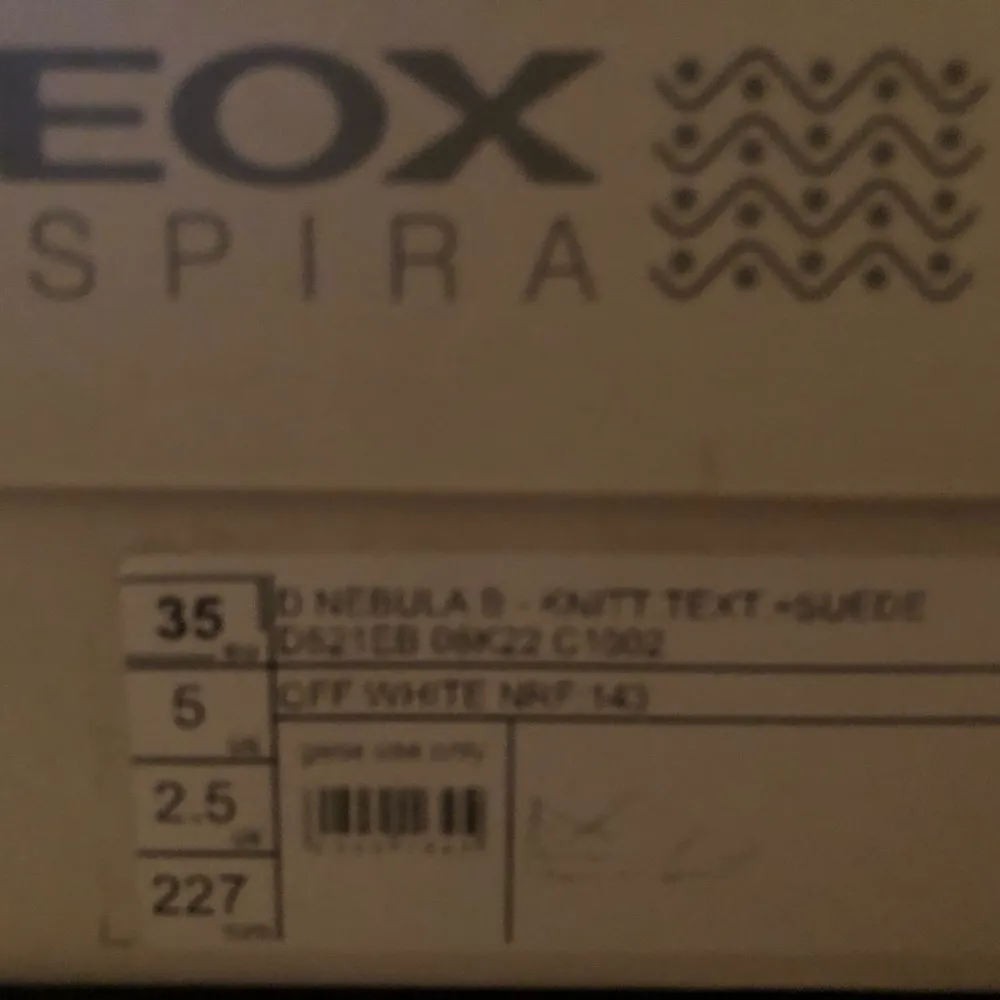 EOX
SPIRA
35
D NEBULA B - KNITT.TEXT +SUEDE
D621EB 06K22 C1002
5
OFF WHITE NRF:143
2.5
227